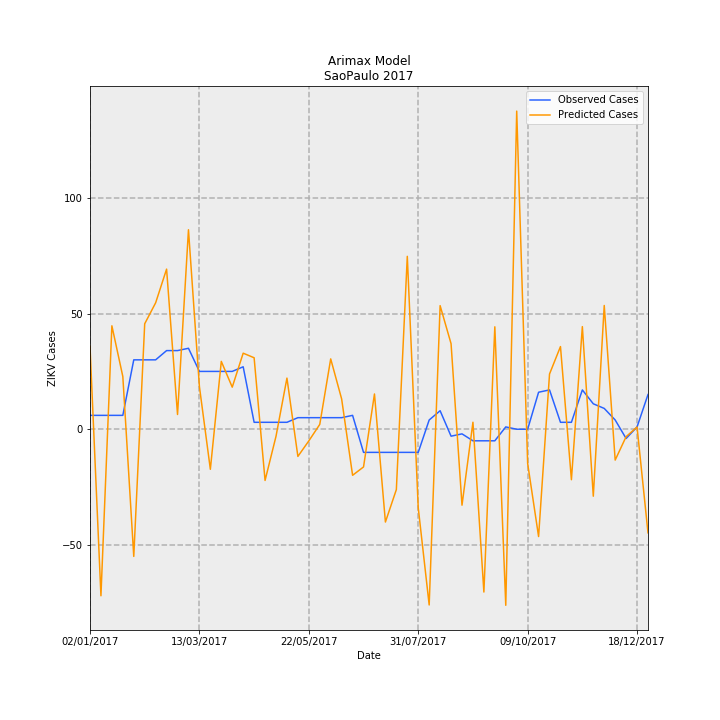 Arimax Model
SaoPaulo 2017
Observed Cases
Predicted Cases
ZIKV Cases
100
50
0
−50
02/01/2017 13/03/2017 22/05/2017 31/07/2017 09/10/2017 18/12/2017
Date